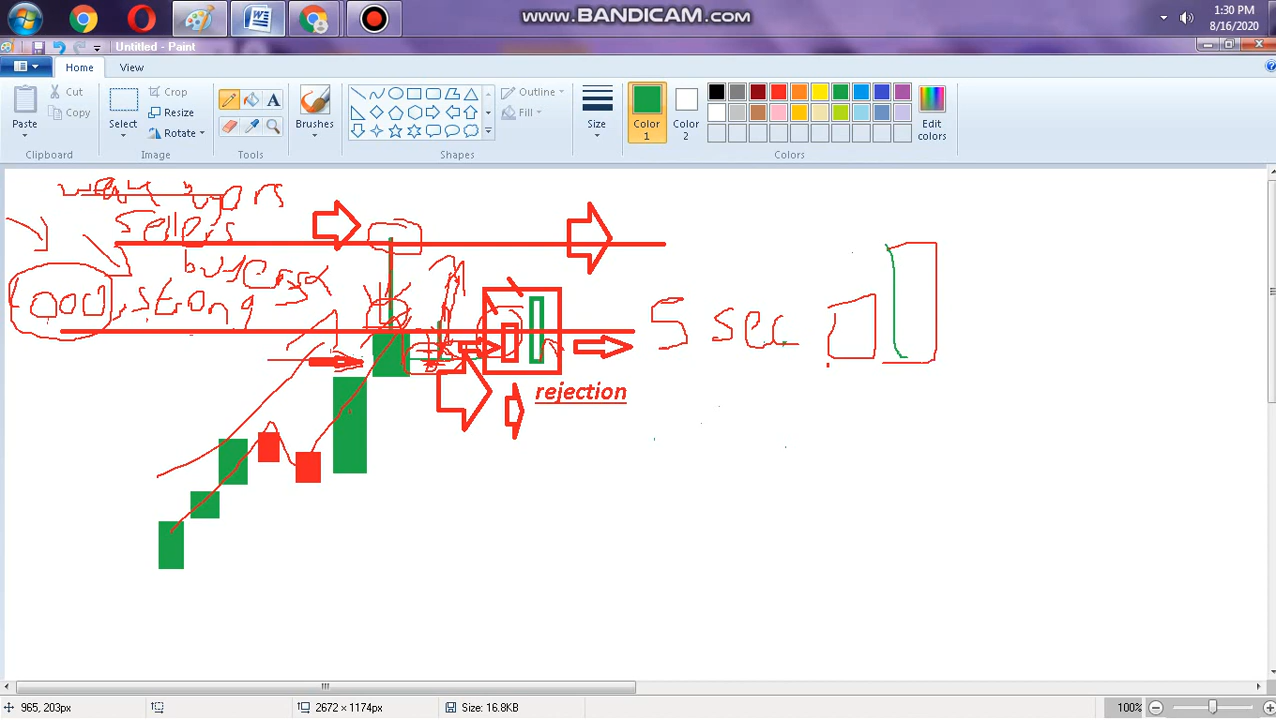 www.BANDICAM.com
1:30 PM
8/16/2020
Untitled - Paint
Home View
Cut
Copy
Paste
Clipboard
Crop
Resize
Rotate
Select
Image
A
Tools
Brushes
Outline
Fill
Shapes
Size
Color 1
Color 2
Edit colors
Colors
sellers
buyers
strong
5 sec
rejection
965, 203px
2672 × 1174px
Size: 16.8KB
100%